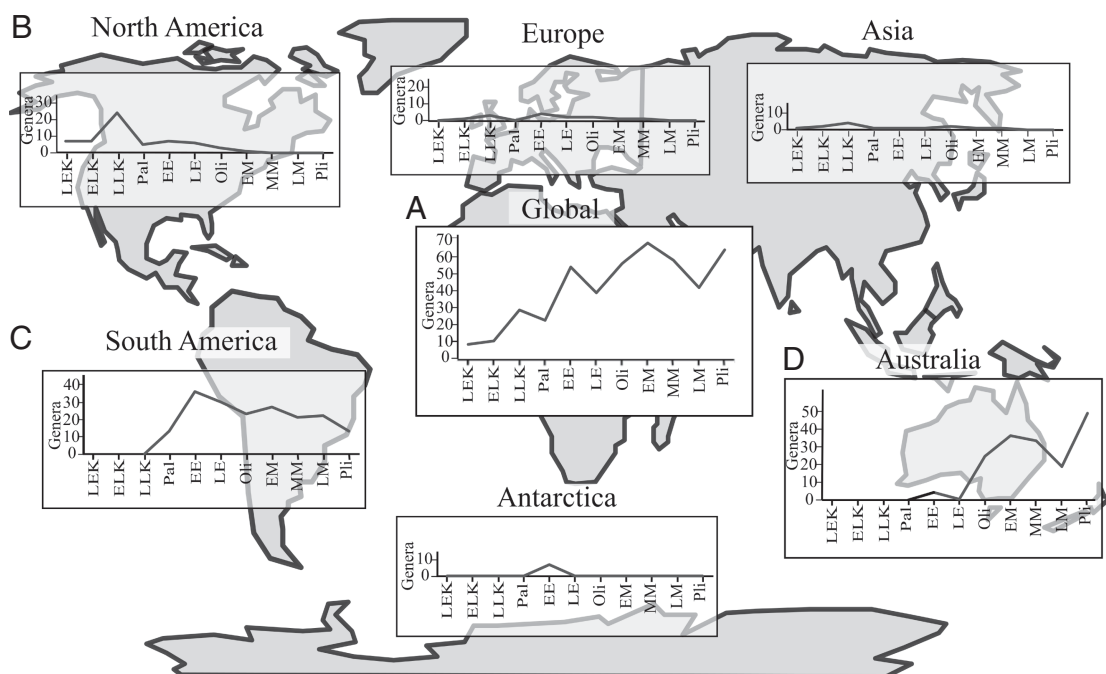 B
North America
Genera
30
20
10
0
LEK ELK LLK Pal EE LE Oli EM MM LM Pli
Europe
Genera
20
10
0
LEK ELK LLK Pal EE LE Oli EM MM LM Pli
Asia
Genera
10
0
LEK ELK LLK Pal EE LE Oli EM MM LM Pli
A
Global
Genera
70
60
50
40
30
20
10
0
LEK ELK LLK Pal EE LE Oli EM MM LM Pli
C
South America
Genera
40
30
20
10
0
LEK ELK LLK Pal EE LE Oli EM MM LM Pli
D
Australia
Genera
50
40
30
20
10
0
LEK ELK LLK Pal EE LE Oli EM MM LM Pli
Antarctica
Genera
10
0
LEK ELK LLK Pal EE LE Oli EM MM LM Pli